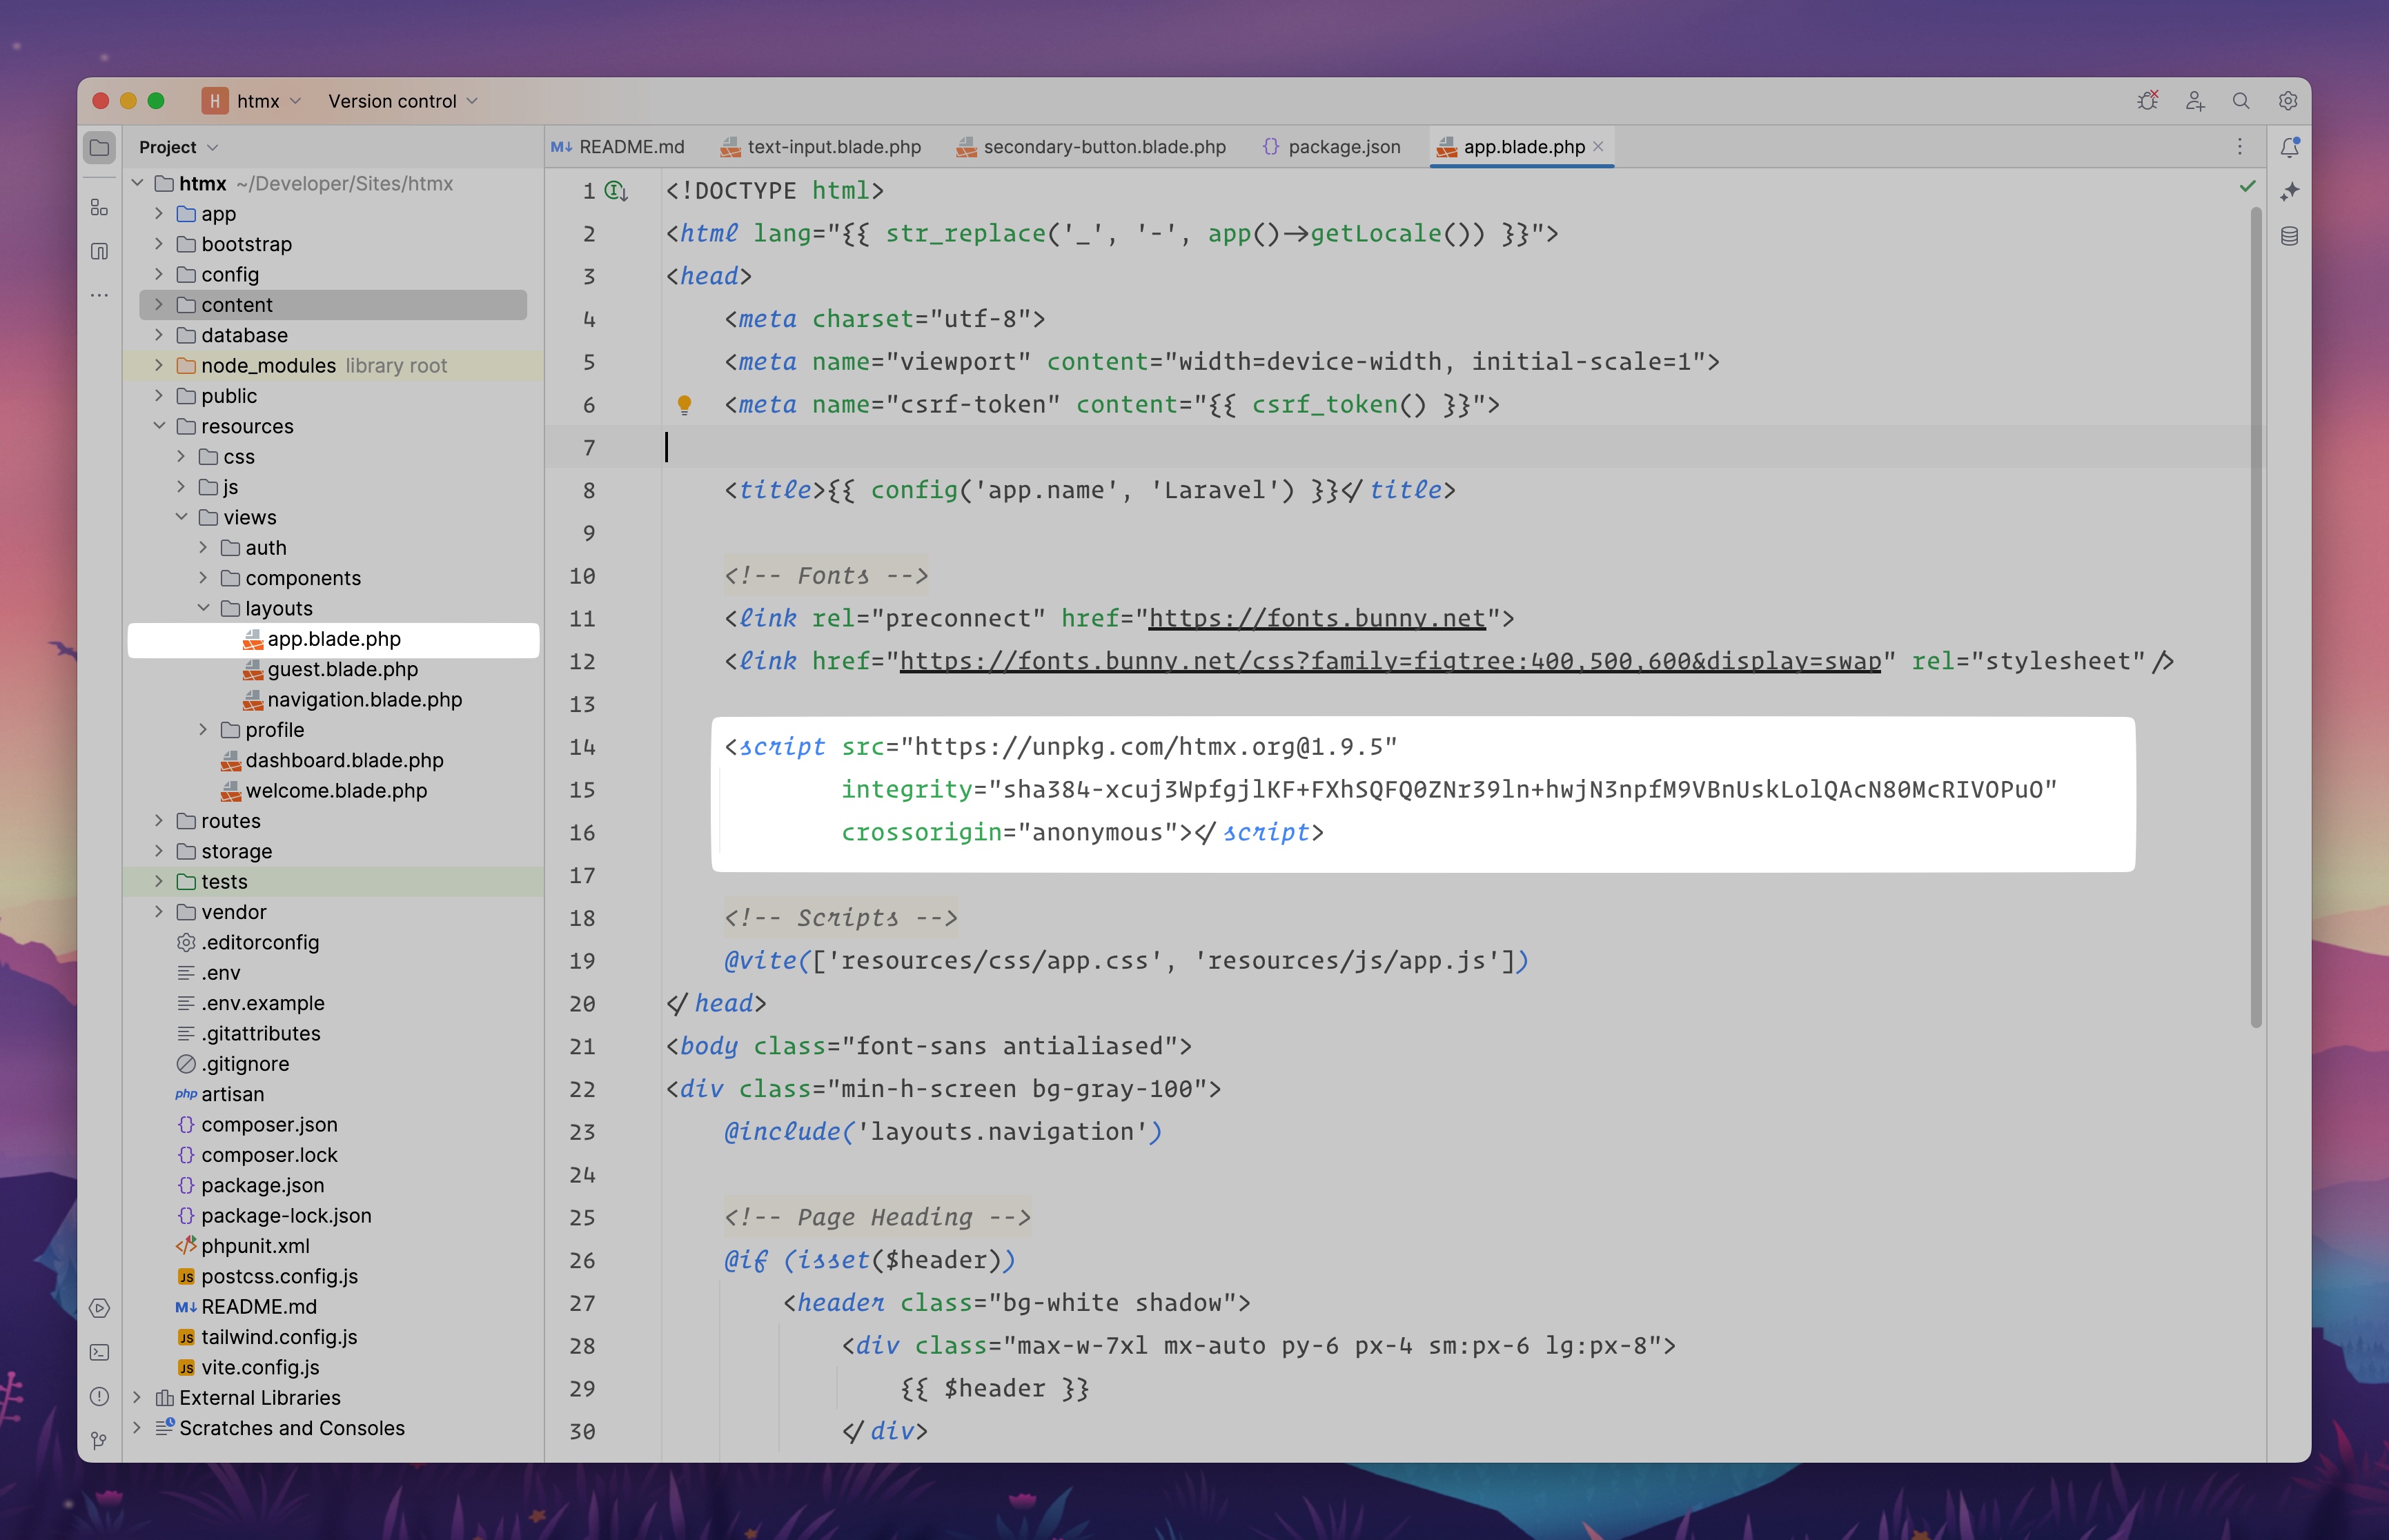 H htmx Version control
Project
htmx ~/Developer/Sites/htmx
app
bootstrap
config
content
database
node_modules library root
public
resources
css
js
views
auth
components
layouts
app.blade.php
guest.blade.php
navigation.blade.php
profile
dashboard.blade.php
welcome.blade.php
routes
storage
tests
vendor
.editorconfig
.env
.env.example
.gitattributes
.gitignore
php artisan
{} composer.json
{} composer.lock
{} package.json
{} package-lock.json
phpunit.xml
JS postcss.config.js
M↓ README.md
JS tailwind.config.js
JS vite.config.js
External Libraries
Scratches and Consoles
M↓ README.md text-input.blade.php secondary-button.blade.php {} package.json app.blade.php
1 <!DOCTYPE html>
2 <html lang="{{ str_replace('_', '-', app()->getLocale()) }}">
3 <head>
4 <meta charset="utf-8">
5 <meta name="viewport" content="width=device-width, initial-scale=1">
6 <meta name="csrf-token" content="{{ csrf_token() }}">
7
8 <title>{{ config('app.name', 'Laravel') }}</title>
9
10 <!-- Fonts -->
11 <link rel="preconnect" href="https://fonts.bunny.net">
12 <link href="https://fonts.bunny.net/css?family=figtree:400,500,600&display=swap" rel="stylesheet"/>
13
14 <script src="https://unpkg.com/htmx.org@1.9.5"
15 integrity="sha384-xcuj3WpfgjlKF+FXhSQFQ0ZNr39ln+hwjN3npfM9VBnUskLolQAcN80McRIVOPuO"
16 crossorigin="anonymous"></script>
17
18 <!-- Scripts -->
19 @vite(['resources/css/app.css', 'resources/js/app.js'])
20 </head>
21 <body class="font-sans antialiased">
22 <div class="min-h-screen bg-gray-100">
23 @include('layouts.navigation')
24
25 <!-- Page Heading -->
26 @if (isset($header))
27 <header class="bg-white shadow">
28 <div class="max-w-7xl mx-auto py-6 px-4 sm:px-6 lg:px-8">
29 {{ $header }}
30 </div>